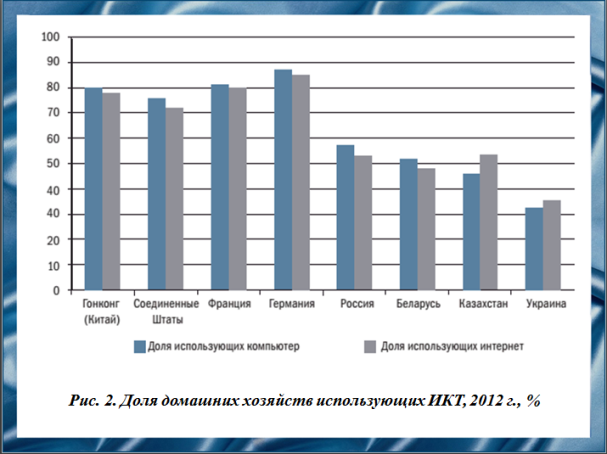 100
90
80
70
60
50
40
40
20
10
0
Гонконг (Китай)
Соединенные Штаты
Франция
Германия
Россия
Беларусь
Казахстан
Украина
Доля использующих компьютер
Доля использующих интернет
Рис. 2. Доля домашних хозяйств использующих ИКТ, 2012 г., %